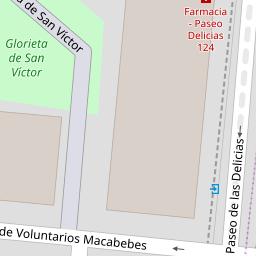 de San Víctor
Glorieta
de San
Víctor
Farmacia
- Paseo
Delicias
124
Paseo de las Delicias
de Voluntarios Macabebes